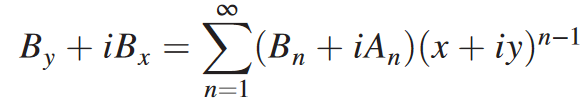 $B_y + iB_x = \sum_{n=1}^{\infty} (B_n + iA_n)(x + iy)^{n-1}$